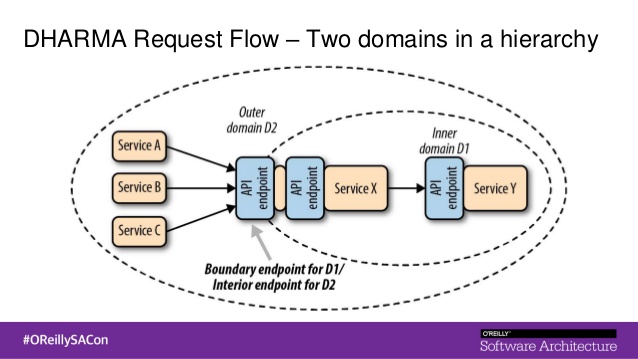 DHARMA Request Flow – Two domains in a hierarchy
Outer
domain D2
Inner
domain D1
Service A
Service B
Service C
API
endpoint
API
endpoint
Service X
API
endpoint
Service Y
Boundary endpoint for D1/
Interior endpoint for D2
#OReillySACon
O'REILLY™
Software Architecture